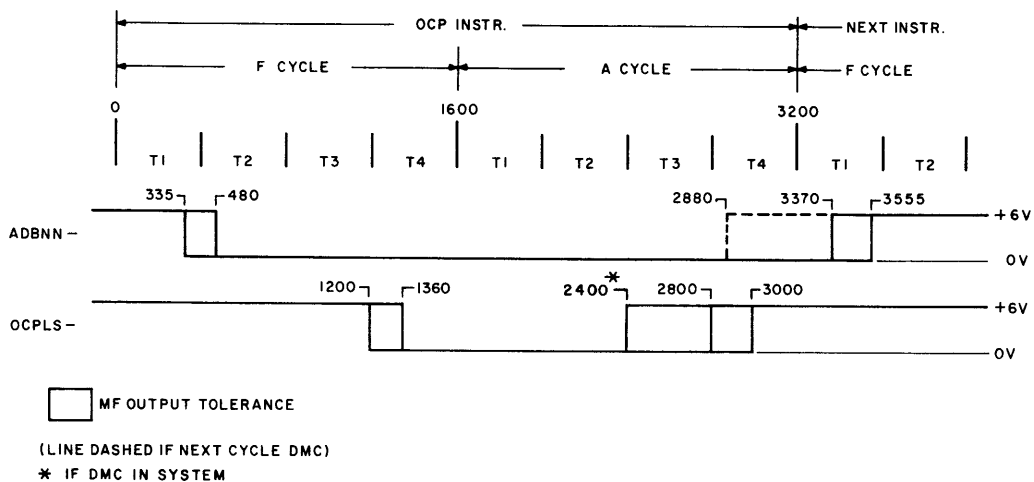 OCP INSTR. NEXT INSTR.
F CYCLE A CYCLE F CYCLE
0 1600 3200
T1 T2 T3 T4 T1 T2 T3 T4 T1 T2
335 480 2880 3370 3555
ADBNN – +6V
0V
*
1200 1360 2400 2800 3000
OCPLS – +6V
0V
MF OUTPUT TOLERANCE
(LINE DASHED IF NEXT CYCLE DMC)
* IF DMC IN SYSTEM